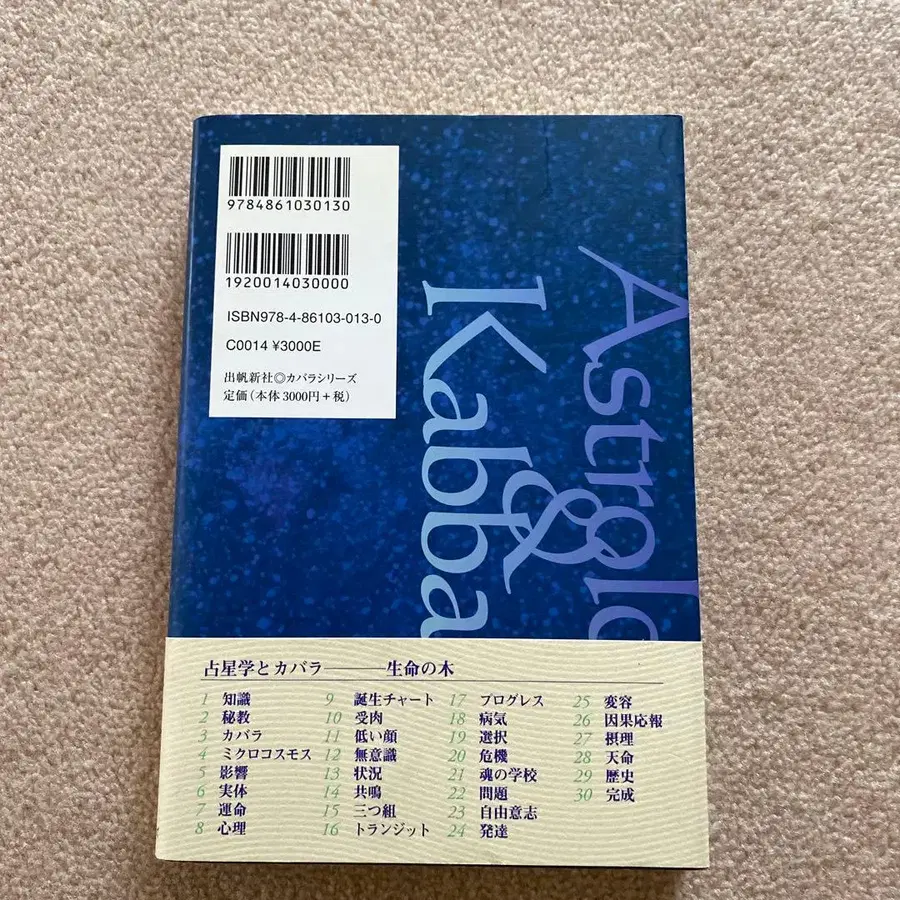 9784861030130
1920014030000
ISBN978-4-86103-013-0
C0014 ¥3000E
出帆新社◎カバラシリーズ
定価(本体3000円+税)
Astrolo
&
Kabba
占星学とカバラ―――生命の木
1 知識
2 秘教
3 カバラ
4 ミクロコスモス
5 影響
6 実体
7 運命
8 心理
9 誕生チャート
10 受肉
11 低い顔
12 無意識
13 状況
14 共鳴
15 三つ組
16 トランジット
17 プログレス
18 病気
19 選択
20 危機
21 魂の学校
22 問題
23 自由意志
24 発達
25 変容
26 因果応報
27 摂理
28 天命
29 歴史
30 完成